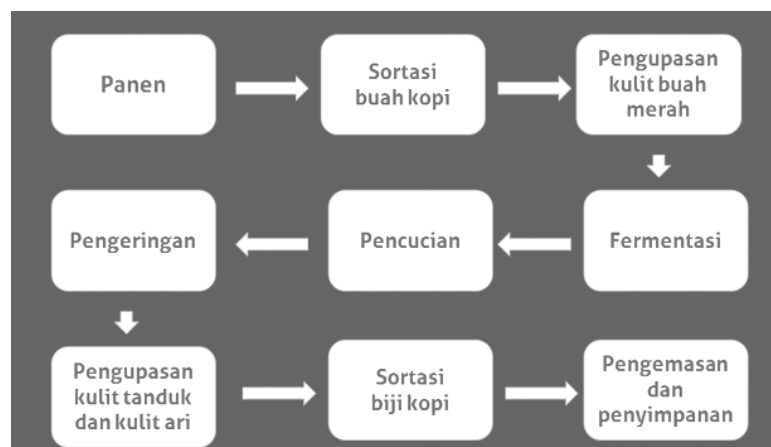 Panen
Sortasi
buah kopi
Pengupasan
kulit buah
merah
Fermentasi
Pencucian
Pengeringan
Pengupasan
kulit tanduk
dan kulit ari
Sortasi
biji kopi
Pengemasan
dan
penyimpanan